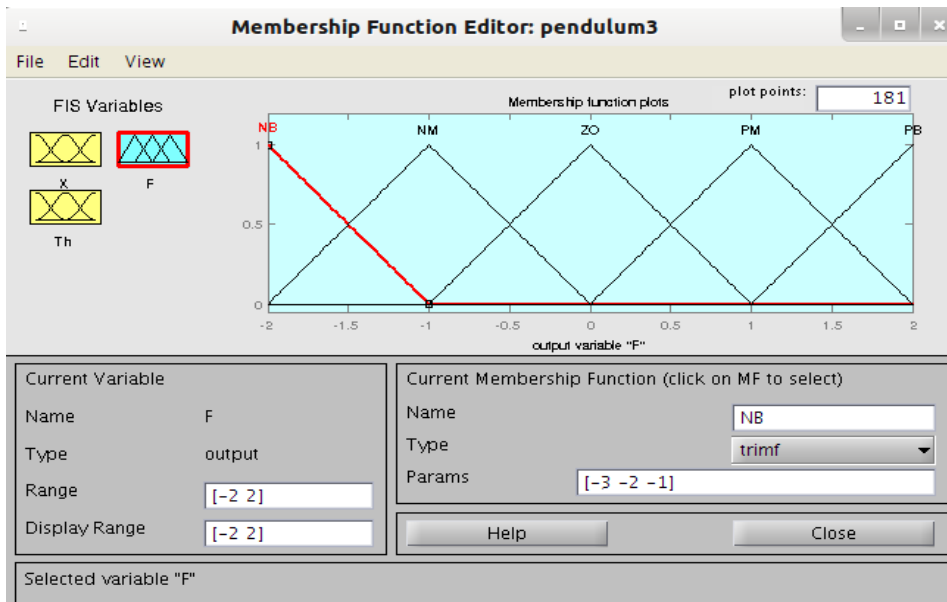 Membership Function Editor: pendulum3
File Edit View
FIS Variables
X
F
Th
Membership function plots
plot points:
181
NB
NM
ZO
PM
PB
1
0.5
0
-2 -1.5 -1 -0.5 0 0.5 1 1.5 2
output variable "F"
Current Variable
Name F
Type output
Range [-2 2]
Display Range [-2 2]
Current Membership Function (click on MF to select)
Name NB
Type trimf
Params [-3 -2 -1]
Help
Close
Selected variable "F"